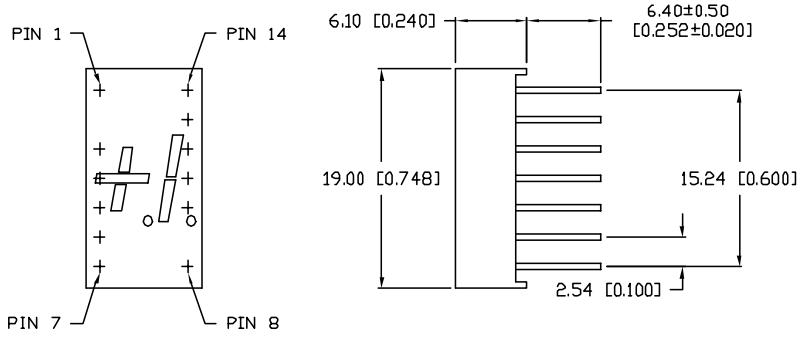 PIN 1
PIN 14
PIN 7
PIN 8
6.10 [0.240]
6.40±0.50
[0.252±0.020]
19.00 [0.748]
15.24 [0.600]
2.54 [0.100]